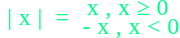 | x | = x , x ≥ 0
- x , x < 0